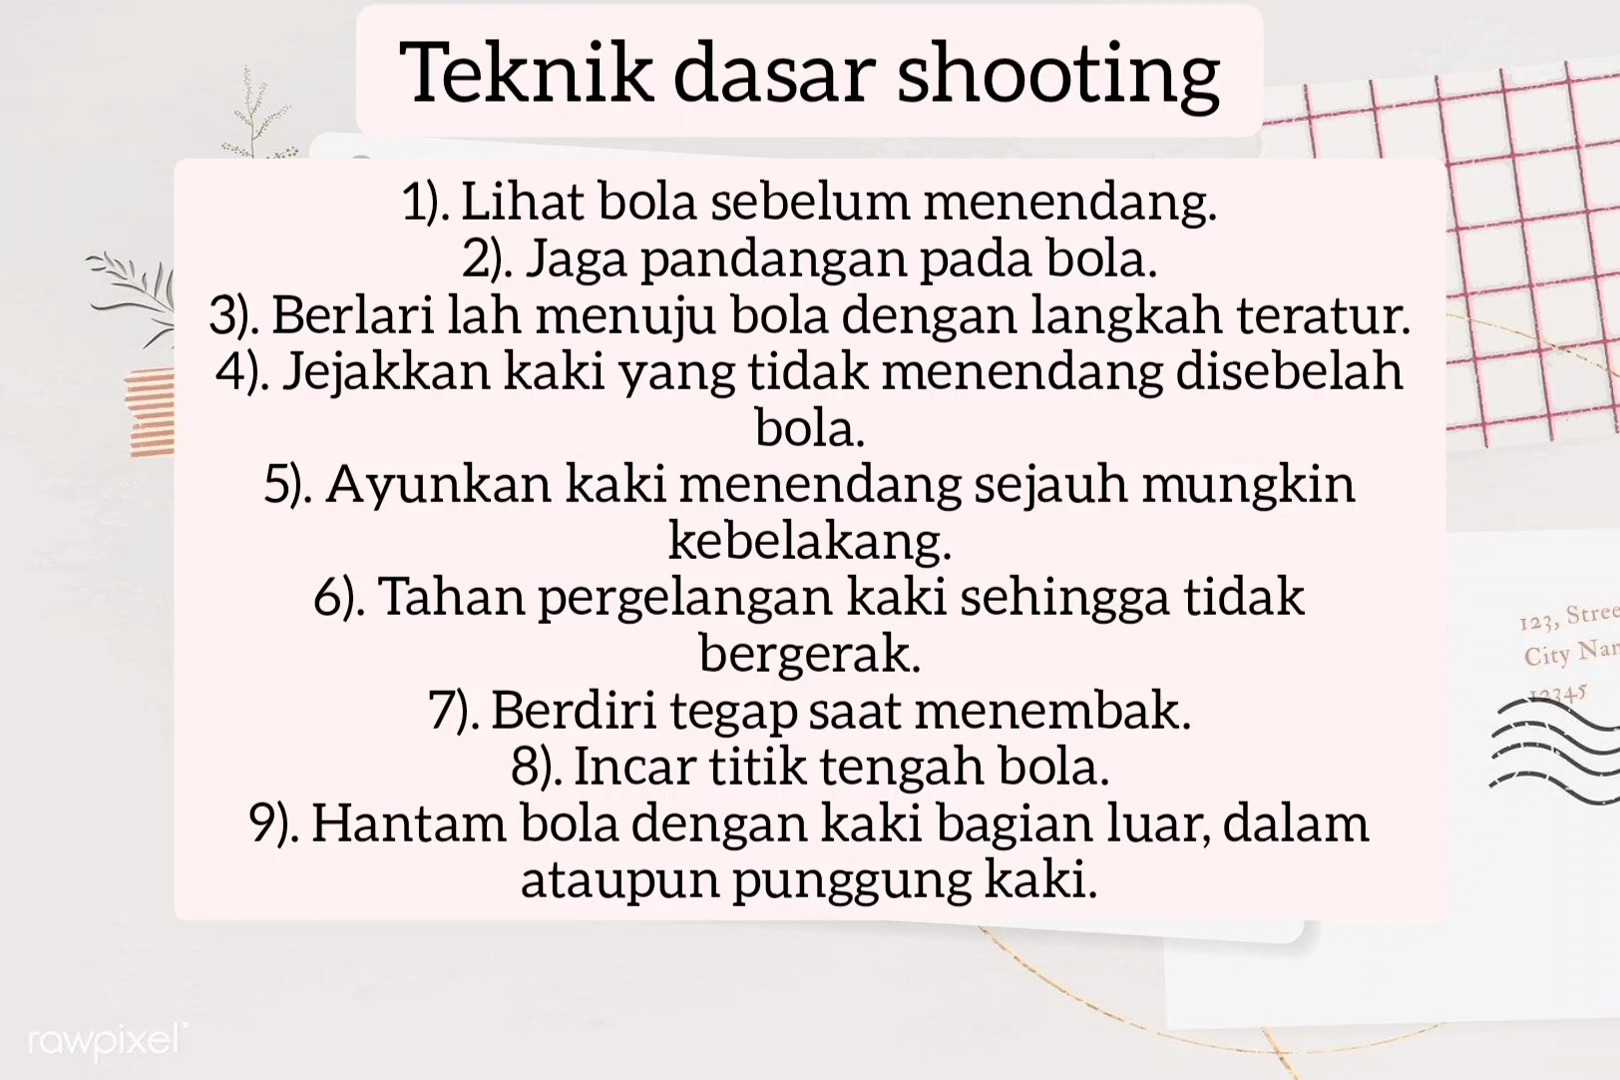 Teknik dasar shooting
1). Lihat bola sebelum menendang.
2). Jaga pandangan pada bola.
3). Berlari lah menuju bola dengan langkah teratur.
4). Jejakkan kaki yang tidak menendang disebelah
bola.
5). Ayunkan kaki menendang sejauh mungkin
kebelakang.
6). Tahan pergelangan kaki sehingga tidak
bergerak.
7). Berdiri tegap saat menembak.
8). Incar titik tengah bola.
9). Hantam bola dengan kaki bagian luar, dalam
ataupun punggung kaki.
123, Stree
City Nam
12345
rawpixel